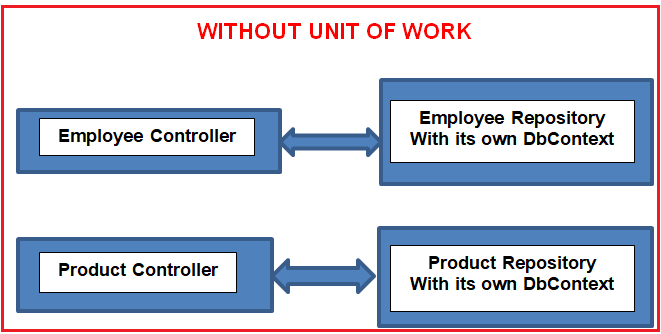 WITHOUT UNIT OF WORK
Employee Controller
Employee Repository
With its own DbContext
Product Controller
Product Repository
With its own DbContext